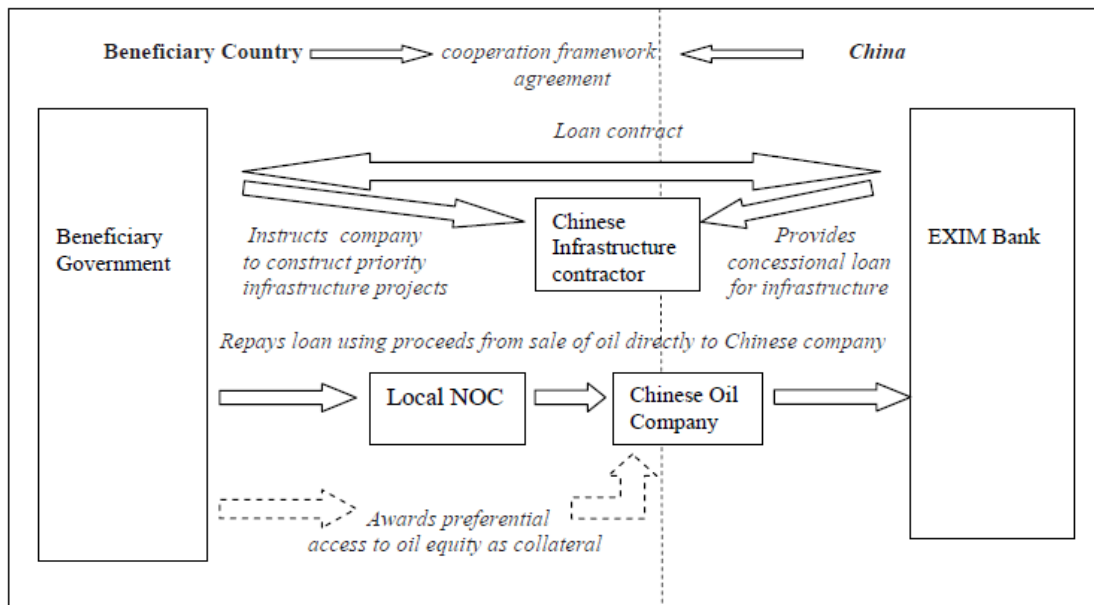 Beneficiary Country
cooperation framework
agreement
China
Loan contract
Beneficiary
Government
Chinese
Infrastructure
contractor
EXIM Bank
Instructs company
to construct priority
infrastructure projects
Provides
concessional loan
for infrastructure
Repays loan using proceeds from sale of oil directly to Chinese company
Local NOC
Chinese Oil
Company
Awards preferential
access to oil equity as collateral